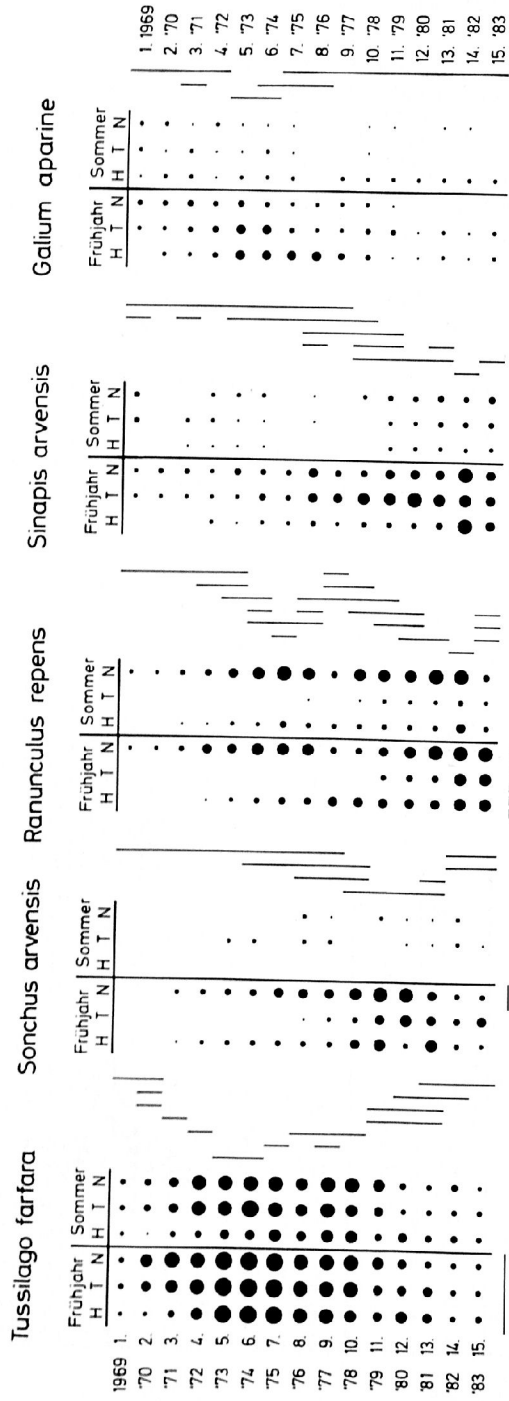 Tussilago farfara Sonchus arvensis Ranunculus repens Sinapis arvensis Galium aparine
Frühjahr Sommer Frühjahr Sommer Frühjahr Sommer Frühjahr Sommer Frühjahr Sommer
H T N H T N H T N H T N H T N H T N H T N H T N H T N H T N
1969 1. 1. 1969
'70 2. 2. '70
'71 3. 3. '71
'72 4. 4. '72
'73 5. 5. '73
'74 6. 6. '74
'75 7. 7. '75
'76 8. 8. '76
'77 9. 9. '77
'78 10. 10. '78
'79 11. 11. '79
'80 12. 12. '80
'81 13. 13. '81
'82 14. 14. '82
'83 15. 15. '83